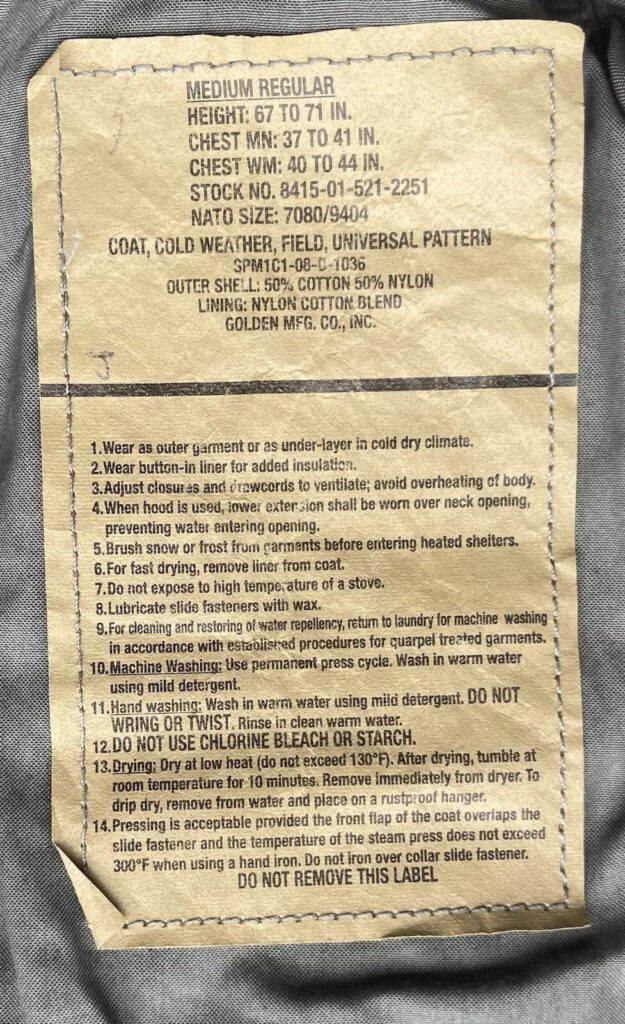 MEDIUM REGULAR
HEIGHT: 67 TO 71 IN.
CHEST MN: 37 TO 41 IN.
CHEST WM: 40 TO 44 IN.
STOCK NO. 8415-01-521-2251
NATO SIZE: 7080/9404
COAT, COLD WEATHER, FIELD, UNIVERSAL PATTERN
SPM1C1-08-D-1036
OUTER SHELL: 50% COTTON 50% NYLON
LINING: NYLON COTTON BLEND
GOLDEN MFG. CO., INC.
1.Wear as outer garment or as under-layer in cold dry climate.
2.Wear button-in liner for added insulation.
3.Adjust closures and drawcords to ventilate; avoid overheating of body.
4.When hood is used, lower extension shall be worn over neck opening,
preventing water entering opening.
5.Brush snow or frost from garments before entering heated shelters.
6.For fast drying, remove liner from coat.
7.Do not expose to high temperature of a stove.
8.Lubricate slide fasteners with wax.
9.For cleaning and restoring of water repellency, return to laundry for machine washing
in accordance with established procedures for quarpel treated garments.
10.Machine Washing: Use permanent press cycle. Wash in warm water
using mild detergent.
11.Hand washing: Wash in warm water using mild detergent. DO NOT
WRING OR TWIST. Rinse in clean warm water.
12.DO NOT USE CHLORINE BLEACH OR STARCH.
13.Drying: Dry at low heat (do not exceed 130°F). After drying, tumble at
room temperature for 10 minutes. Remove immediately from dryer. To
drip dry, remove from water and place on a rustproof hanger.
14.Pressing is acceptable provided the front flap of the coat overlaps the
slide fastener and the temperature of the steam press does not exceed
300°F when using a hand iron. Do not iron over collar slide fastener.
DO NOT REMOVE THIS LABEL